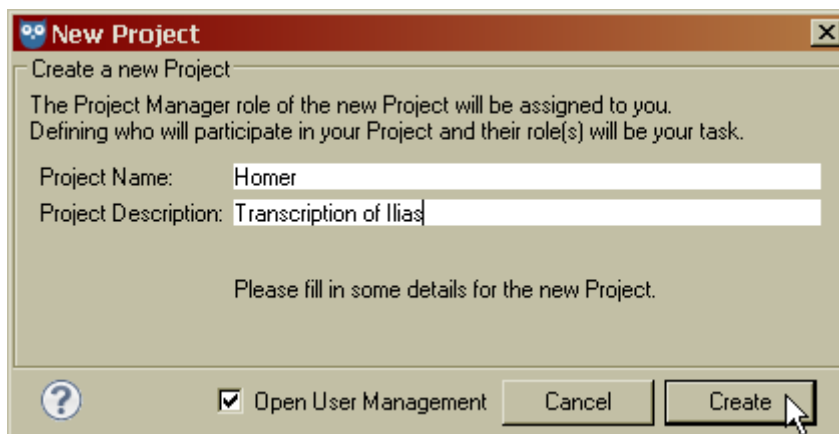 New Project
Create a new Project
The Project Manager role of the new Project will be assigned to you.
Defining who will participate in your Project and their role(s) will be your task.
Project Name: Homer
Project Description: Transcription of Ilias
Please fill in some details for the new Project.
Open User Management Cancel Create